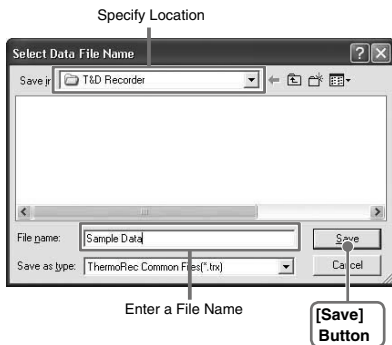 Specify Location
Select Data File Name
Save in T&D Recorder
File name: Sample Data Save
Save as type: ThermoRec Common Files(*.trx) Cancel
Enter a File Name
[Save]
Button